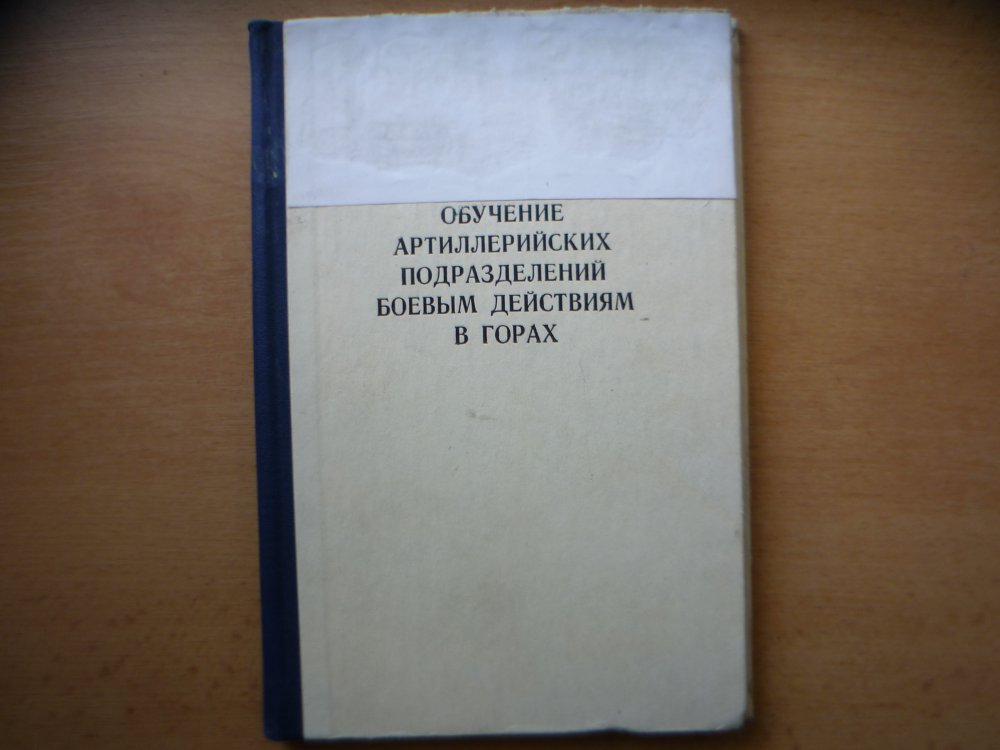 ОБУЧЕНИЕ
АРТИЛЛЕРИЙСКИХ
ПОДРАЗДЕЛЕНИЙ
БОЕВЫМ ДЕЙСТВИЯМ
В ГОРАХ